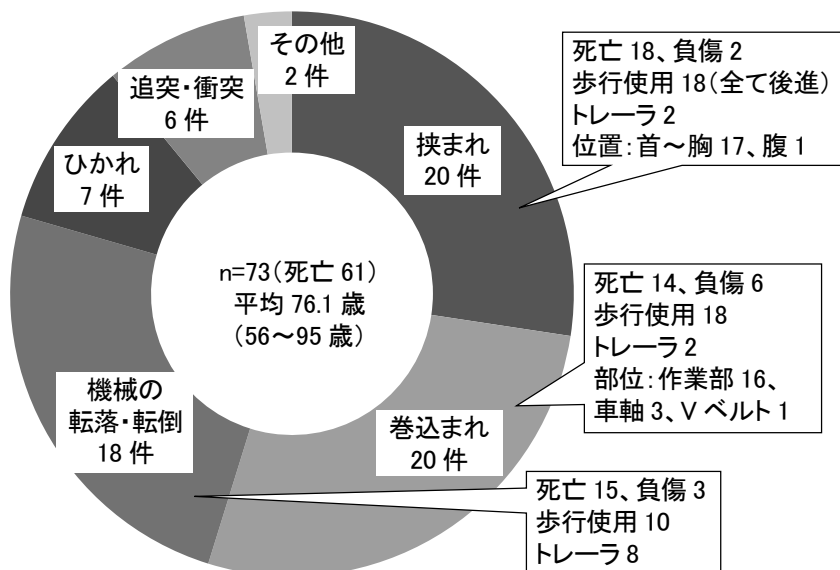 その他
2 件
追突・衝突
6 件
ひかれ
7 件
挟まれ
20 件
死亡 18、負傷 2
歩行使用 18（全て後進）
トレーラ 2
位置：首～胸 17、腹 1
n=73（死亡 61）
平均 76.1 歳
（56～95 歳）
死亡 14、負傷 6
歩行使用 18
トレーラ 2
部位：作業部 16、
車軸 3、V ベルト 1
機械の
転落・転倒
18 件
巻込まれ
20 件
死亡 15、負傷 3
歩行使用 10
トレーラ 8